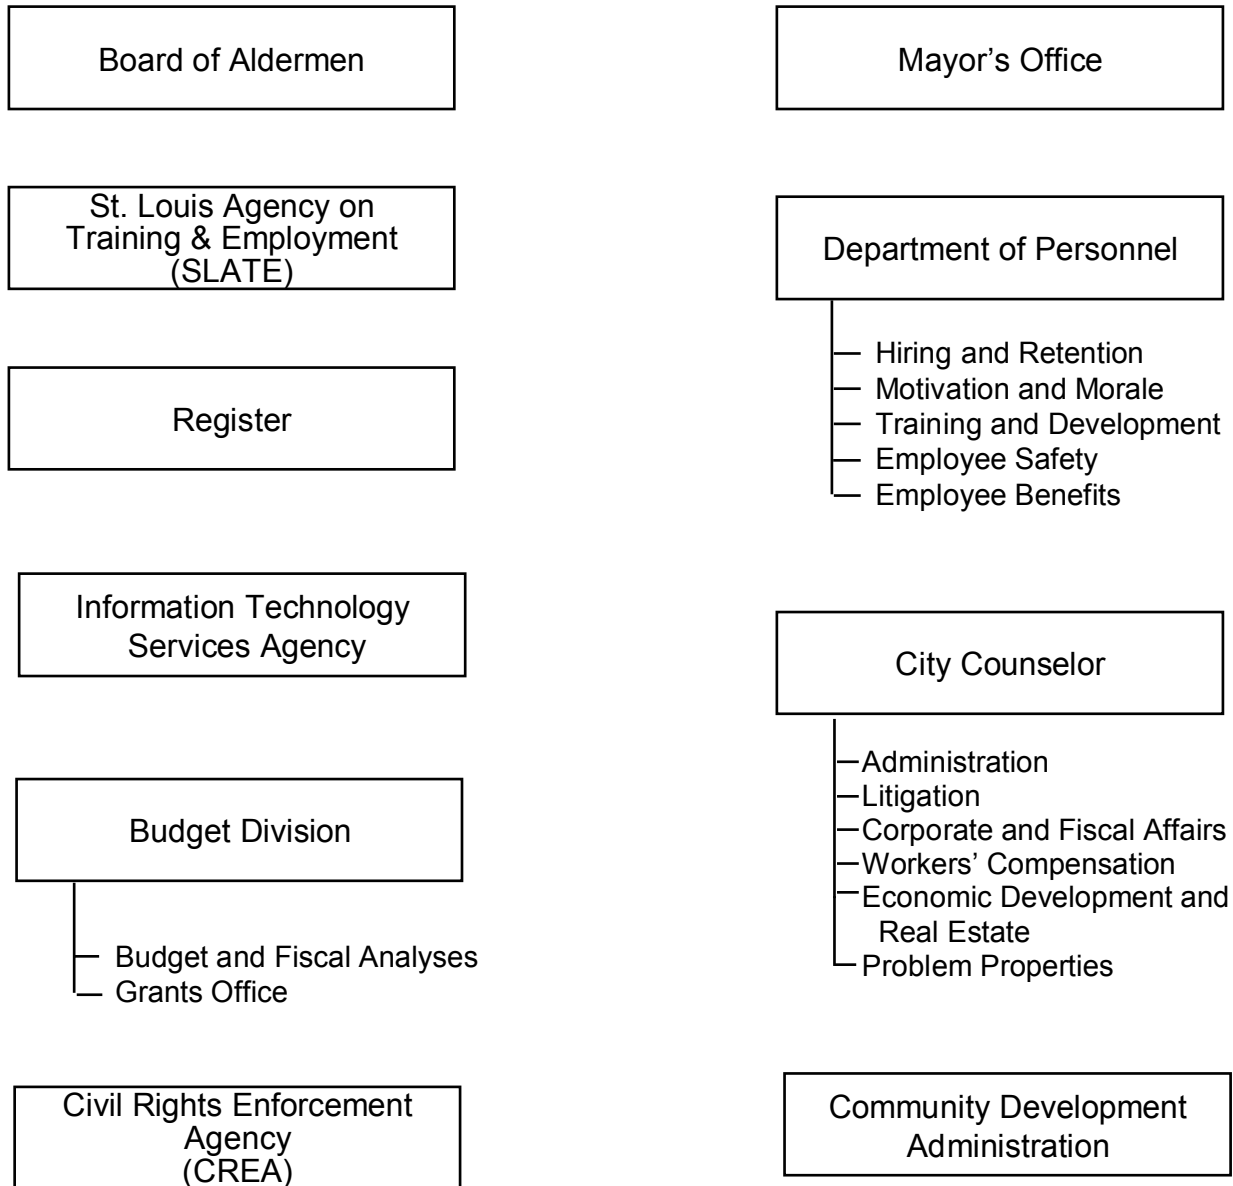 Board of Aldermen
St. Louis Agency on
Training & Employment
(SLATE)
Register
Information Technology
Services Agency
Budget Division
Budget and Fiscal Analyses
Grants Office
Civil Rights Enforcement
Agency
(CREA)
Mayor’s Office
Department of Personnel
Hiring and Retention
Motivation and Morale
Training and Development
Employee Safety
Employee Benefits
City Counselor
Administration
Litigation
Corporate and Fiscal Affairs
Workers’ Compensation
Economic Development and
Real Estate
Problem Properties
Community Development
Administration